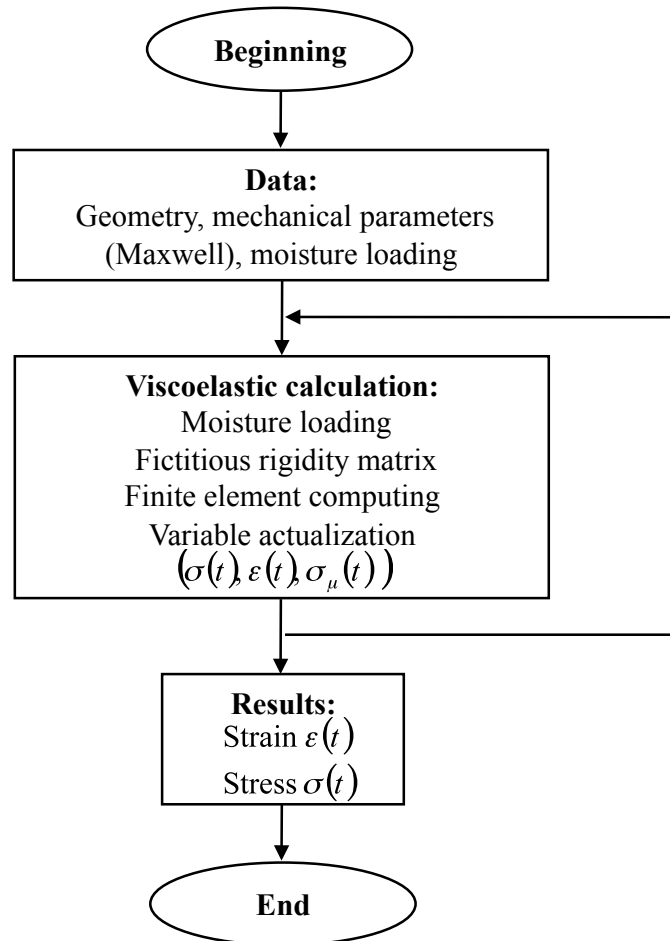 Beginning
Data:
Geometry, mechanical parameters
(Maxwell), moisture loading
Viscoelastic calculation:
Moisture loading
Fictitious rigidity matrix
Finite element computing
Variable actualization
(σ(t), ε(t), σ_μ(t))
Results:
Strain ε(t)
Stress σ(t)
End